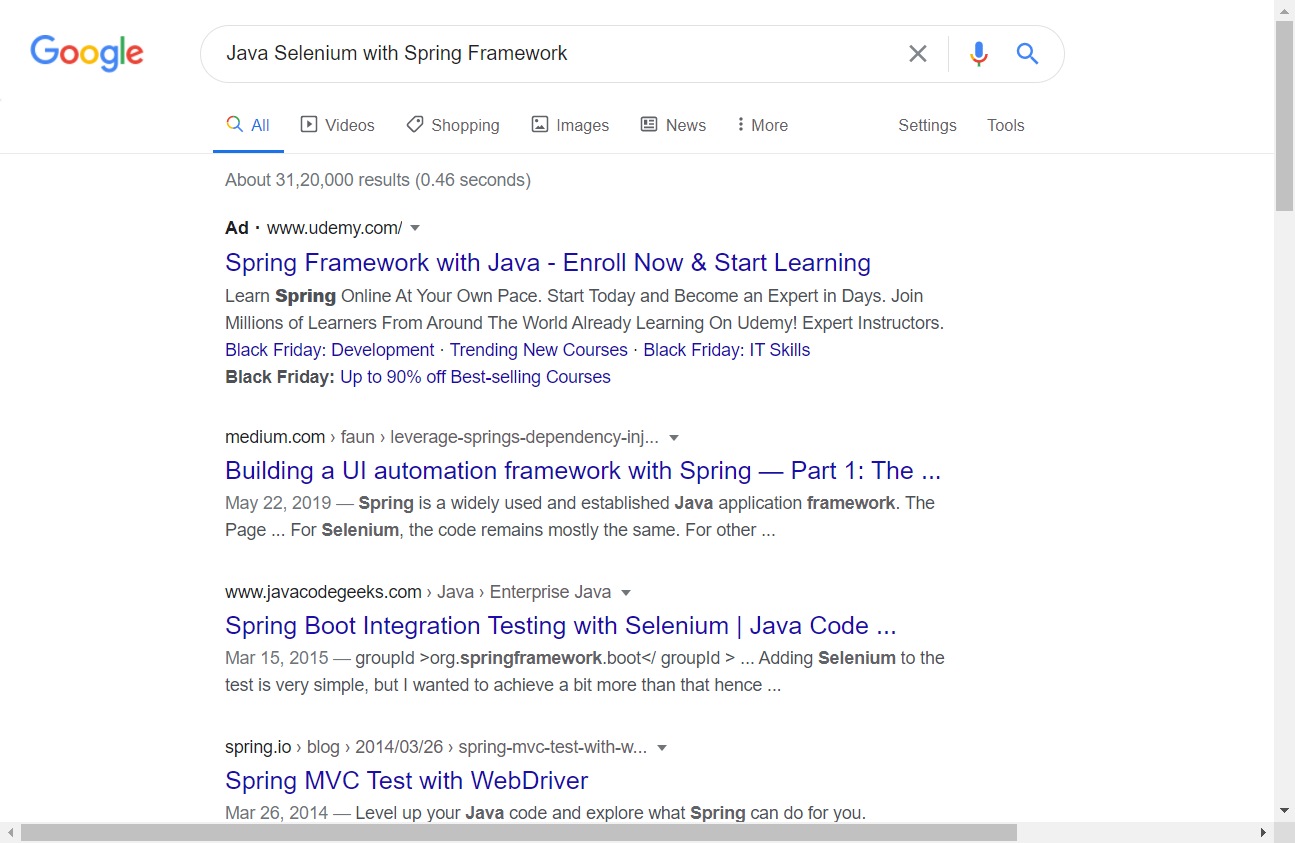 Google
Java Selenium with Spring Framework
All Videos Shopping Images News More Settings Tools
About 31,20,000 results (0.46 seconds)
Ad · www.udemy.com/
Spring Framework with Java - Enroll Now & Start Learning
Learn Spring Online At Your Own Pace. Start Today and Become an Expert in Days. Join
Millions of Learners From Around The World Already Learning On Udemy! Expert Instructors.
Black Friday: Development · Trending New Courses · Black Friday: IT Skills
Black Friday: Up to 90% off Best-selling Courses
medium.com › faun › leverage-springs-dependency-inj...
Building a UI automation framework with Spring — Part 1: The ...
May 22, 2019 — Spring is a widely used and established Java application framework. The
Page ... For Selenium, the code remains mostly the same. For other ...
www.javacodegeeks.com › Java › Enterprise Java
Spring Boot Integration Testing with Selenium | Java Code ...
Mar 15, 2015 — groupId >org.springframework.boot</ groupId > ... Adding Selenium to the
test is very simple, but I wanted to achieve a bit more than that hence ...
spring.io › blog › 2014/03/26 › spring-mvc-test-with-w...
Spring MVC Test with WebDriver
Mar 26, 2014 — Level up your Java code and explore what Spring can do for you.